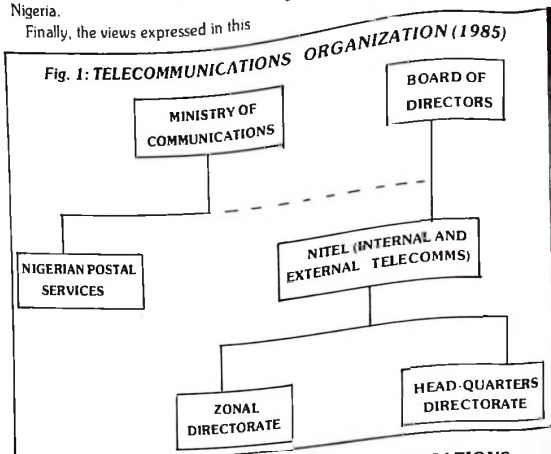 Nigeria.
Finally, the views expressed in this
Fig. 1: TELECOMMUNICATIONS ORGANIZATION (1985)
MINISTRY OF
COMMUNICATIONS
BOARD OF
DIRECTORS
NIGERIAN POSTAL
SERVICES
NITEL (INTERNAL AND
EXTERNAL TELECOMMS)
ZONAL
DIRECTORATE
HEAD-QUARTERS
DIRECTORATE